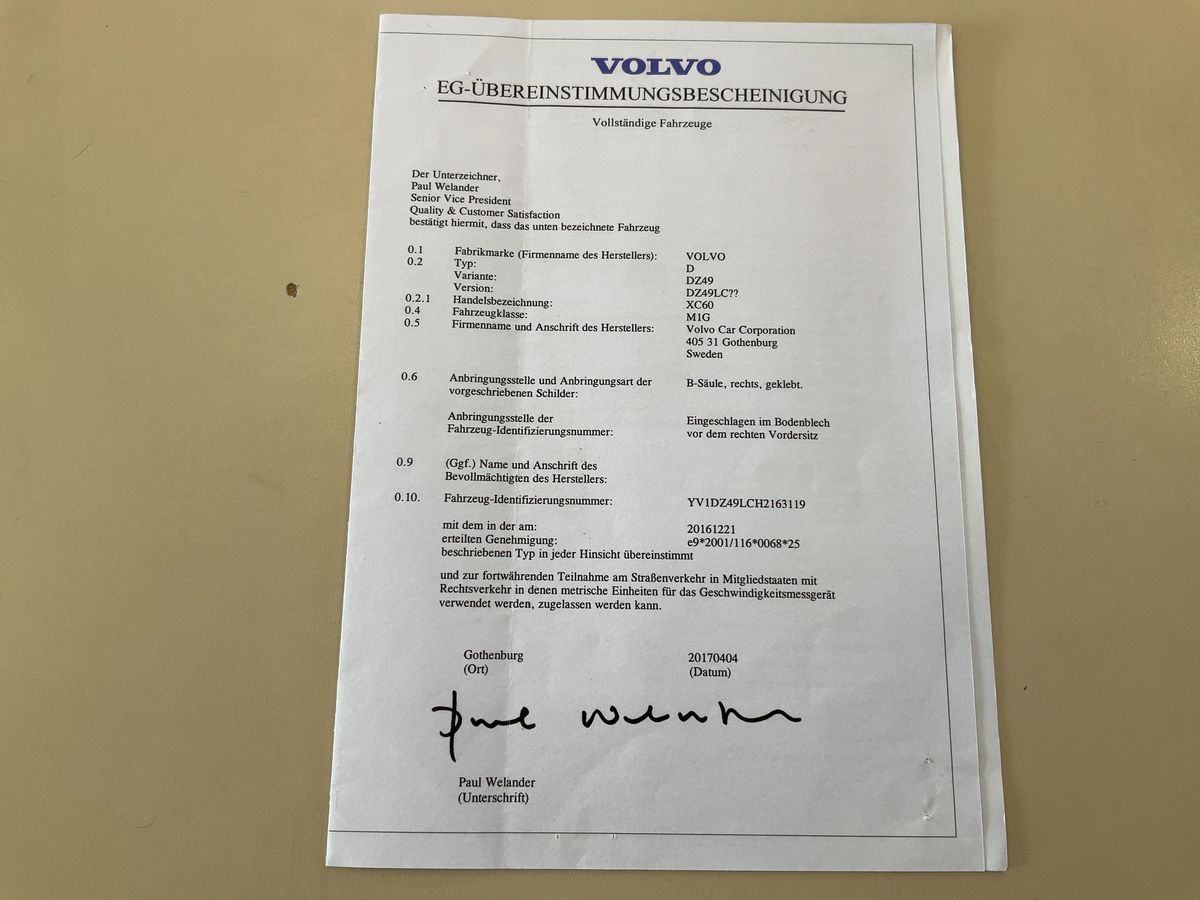 VOLVO
EG-ÜBEREINSTIMMUNGSBESCHEINIGUNG
Vollständige Fahrzeuge
Der Unterzeichner,
Paul Welander
Senior Vice President
Quality & Customer Satisfaction
bestätigt hiermit, dass das unten bezeichnete Fahrzeug
0.1 Fabrikmarke (Firmenname des Herstellers): VOLVO
0.2 Typ: D
Variante: DZ49
Version: DZ49LC??
0.2.1 Handelsbezeichnung: XC60
0.4 Fahrzeugklasse: M1G
0.5 Firmenname und Anschrift des Herstellers: Volvo Car Corporation
405 31 Gothenburg
Sweden
0.6 Anbringungsstelle und Anbringungsart der B-Säule, rechts, geklebt.
vorgeschriebenen Schilder:
Anbringungsstelle der Eingeschlagen im Bodenblech
Fahrzeug-Identifizierungsnummer: vor dem rechten Vordersitz
0.9 (Ggf.) Name und Anschrift des
Bevollmächtigten des Herstellers:
0.10. Fahrzeug-Identifizierungsnummer: YV1DZ49LCH2163119
mit dem in der am: 20161221
erteilten Genehmigung: e9*2001/116*0068*25
beschriebenen Typ in jeder Hinsicht übereinstimmt
und zur fortwährenden Teilnahme am Straßenverkehr in Mitgliedstaaten mit
Rechtsverkehr in denen metrische Einheiten für das Geschwindigkeitsmessgerät
verwendet werden, zugelassen werden kann.
Gothenburg 20170404
(Ort) (Datum)
Paul Welander
Paul Welander
(Unterschrift)